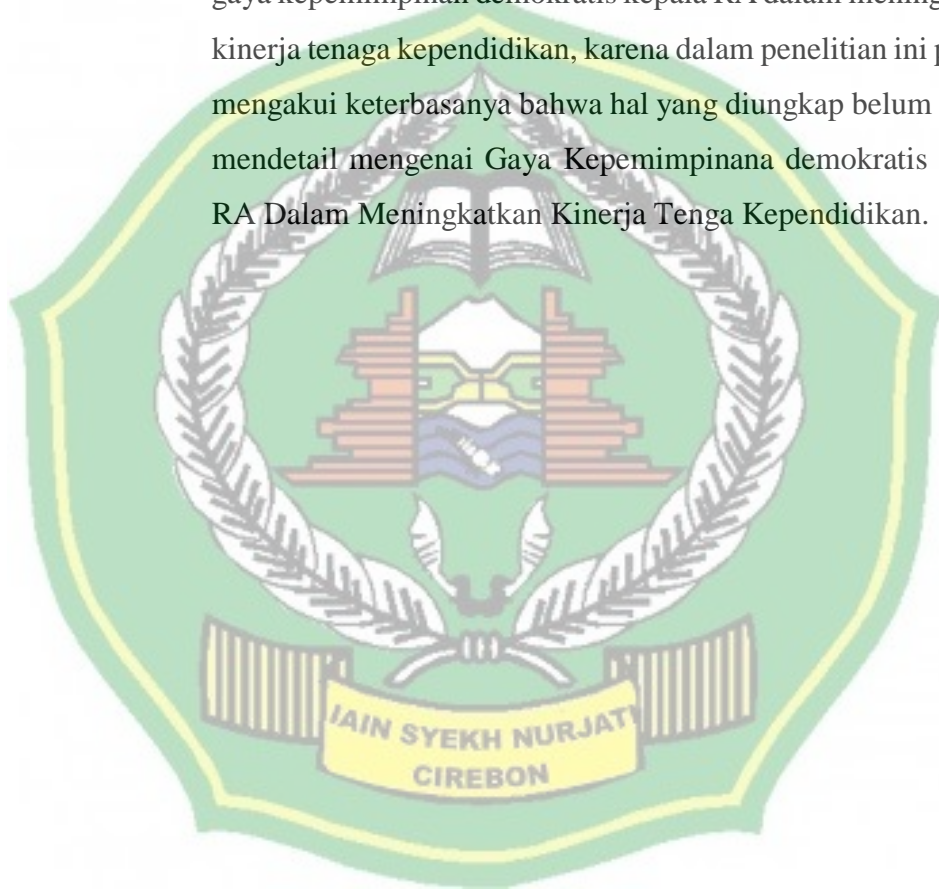 gaya kepemimpinan demokratis kepala RA dalam mening
kinerja tenaga kependidikan, karena dalam penelitian ini p
mengakui keterbasanya bahwa hal yang diungkap belum
mendetail mengenai Gaya Kepemimpinana demokratis
RA Dalam Meningkatkan Kinerja Tenga Kependidikan.
IAIN SYEKH NURJATI
CIREBON